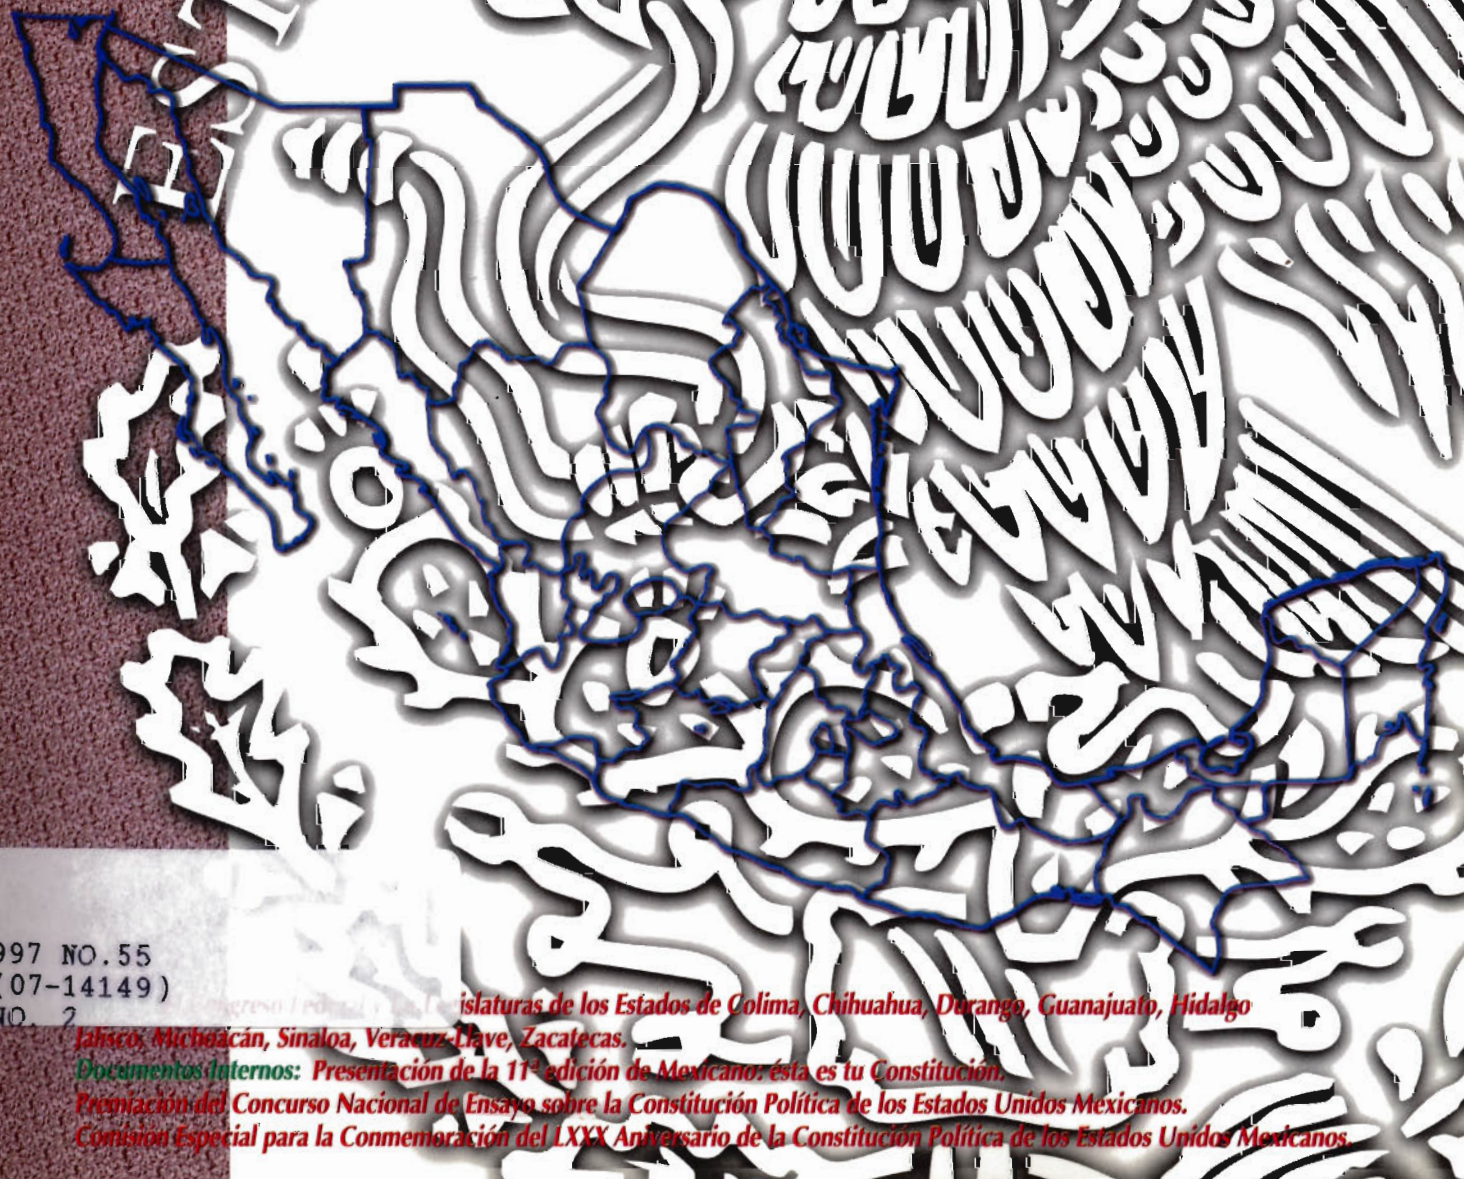 EST
997 NO.55
(07-14149)
NO. 2
Legislaturas de los Estados de Colima, Chihuahua, Durango, Guanajuato, Hidalgo
Jalisco, Michoacán, Sinaloa, Veracruz-Llave, Zacatecas.
Documentos Internos: Presentación de la 11ª edición de Mexicano: ésta es tu Constitución.
Premiación del Concurso Nacional de Ensayo sobre la Constitución Política de los Estados Unidos Mexicanos.
Comisión Especial para la Conmemoración del LXXX Aniversario de la Constitución Política de los Estados Unidos Mexicanos.